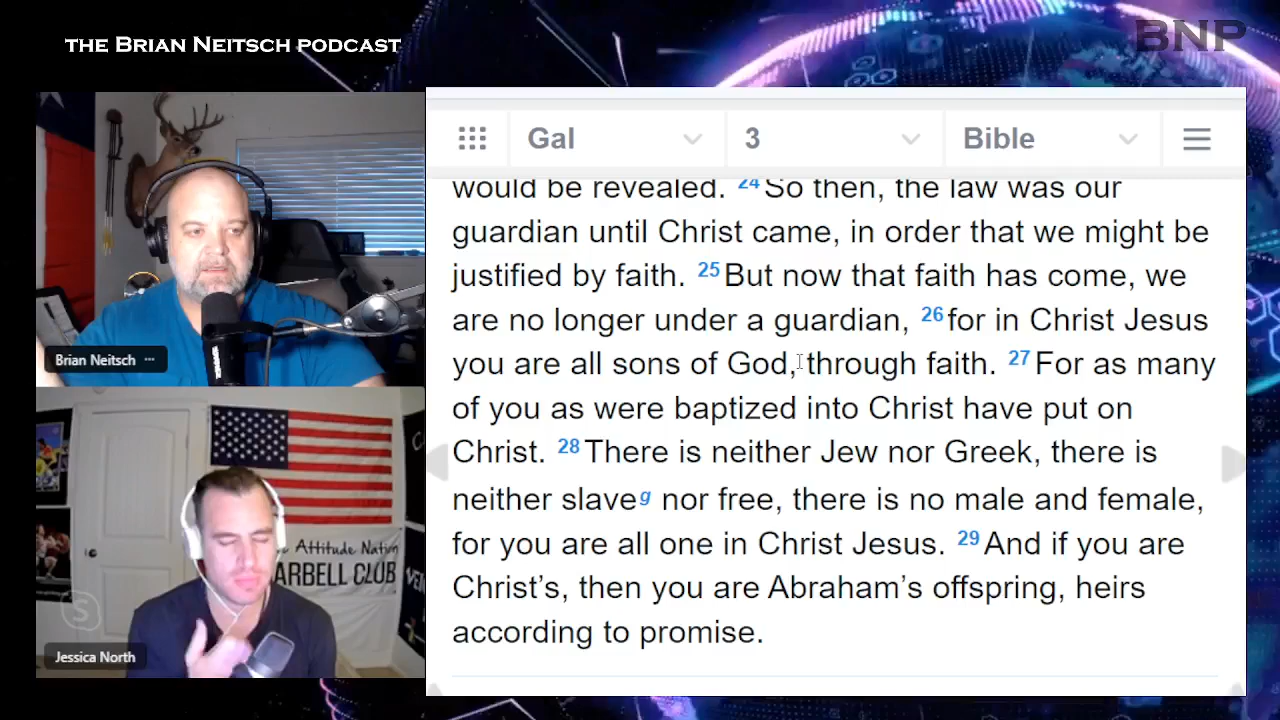 THE BRIAN NEITSCH PODCAST
BNP
Gal
3
Bible
would be revealed. 24 So then, the law was our
guardian until Christ came, in order that we might be
justified by faith. 25 But now that faith has come, we
are no longer under a guardian, 26 for in Christ Jesus
you are all sons of God, through faith. 27 For as many
of you as were baptized into Christ have put on
Christ. 28 There is neither Jew nor Greek, there is
neither slaveg nor free, there is no male and female,
for you are all one in Christ Jesus. 29 And if you are
Christ’s, then you are Abraham’s offspring, heirs
according to promise.
Brian Neitsch ...
Attitude Nation
ARBELL CLUB
S
Jessica North